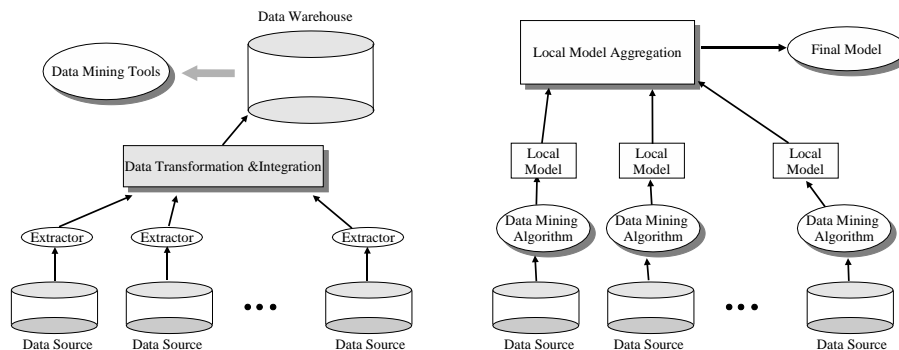 Data Warehouse
Data Mining Tools
Data Transformation &Integration
Extractor
Extractor
Extractor
Data Source
Data Source
Data Source
Local Model Aggregation
Final Model
Local
Model
Local
Model
Local
Model
Data Mining
Algorithm
Data Mining
Algorithm
Data Mining
Algorithm
Data Source
Data Source
Data Source